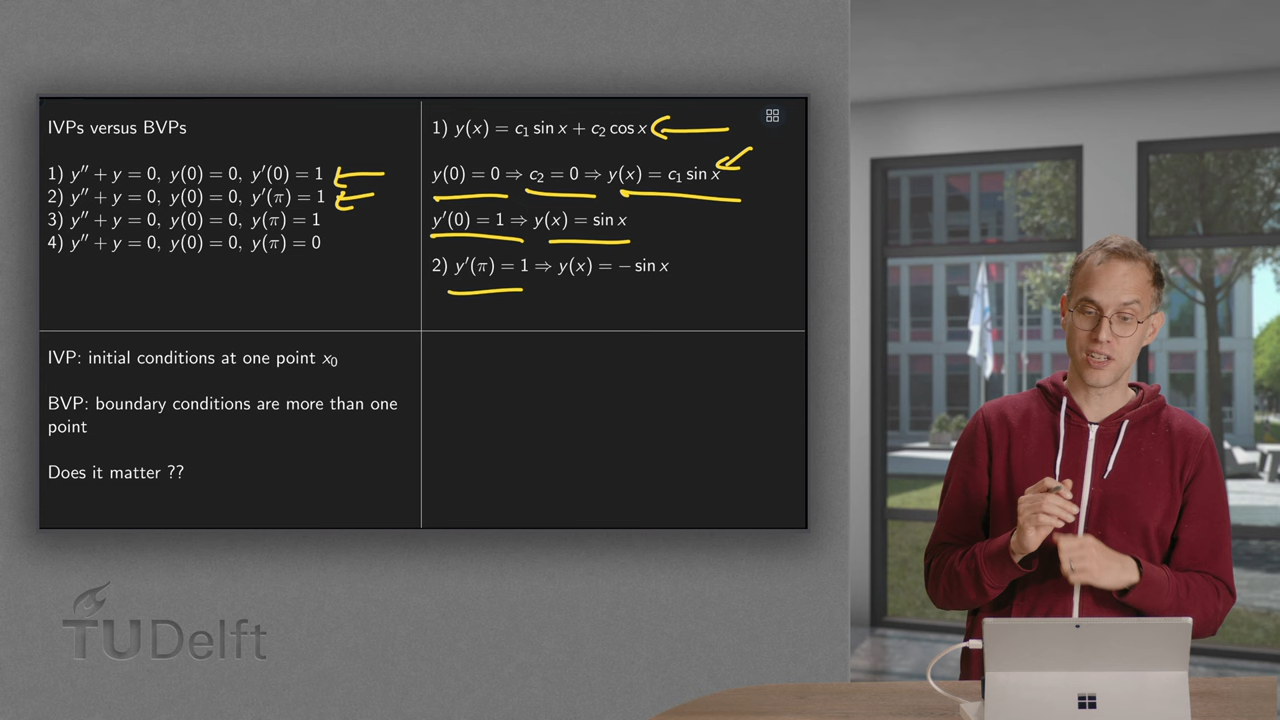 IVPs versus BVPs
1) y″ + y = 0, y(0) = 0, y′(0) = 1
2) y″ + y = 0, y(0) = 0, y′(π) = 1
3) y″ + y = 0, y(0) = 0, y(π) = 1
4) y″ + y = 0, y(0) = 0, y(π) = 0
1) y(x) = c₁ sin x + c₂ cos x
y(0) = 0 ⇒ c₂ = 0 ⇒ y(x) = c₁ sin x
y′(0) = 1 ⇒ y(x) = sin x
2) y′(π) = 1 ⇒ y(x) = − sin x
IVP: initial conditions at one point x₀
BVP: boundary conditions are more than one
point
Does it matter ??
TUDelft